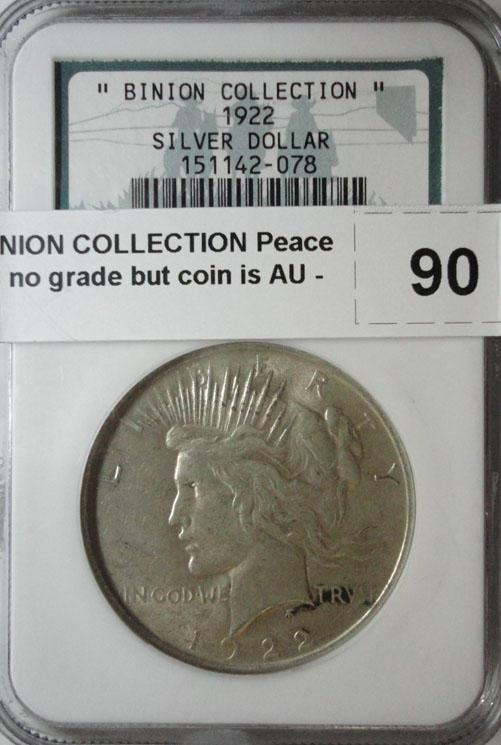 " BINION COLLECTION "
1922
SILVER DOLLAR
151142-078
NION COLLECTION Peace
no grade but coin is AU -
90
LIBERTY
IN GOD WE TRVST
1922